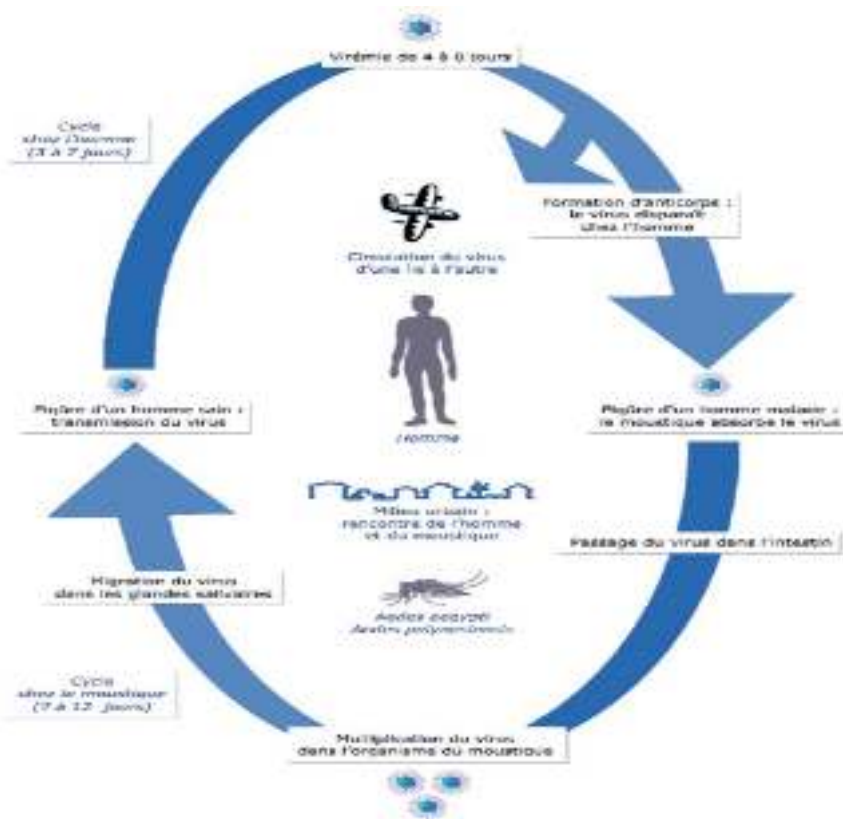 Virémie de 4 à 6 jours
Cycle
chez l'homme
(3 à 7 jours)
Formation d'anticorps :
le virus disparaît
chez l'homme
Circulation du virus
d'une île à l'autre
Piqûre d'un homme sain :
transmission du virus
Homme
Piqûre d'un homme malade :
le moustique absorbe le virus
Milieu urbain :
rencontre de l'homme
et du moustique
Passage du virus dans l'intestin
Migration du virus
dans les glandes salivaires
Aedes aegypti
Aedes polynesiensis
Cycle
chez le moustique
(7 à 12 jours)
Multiplication du virus
dans l'organisme du moustique